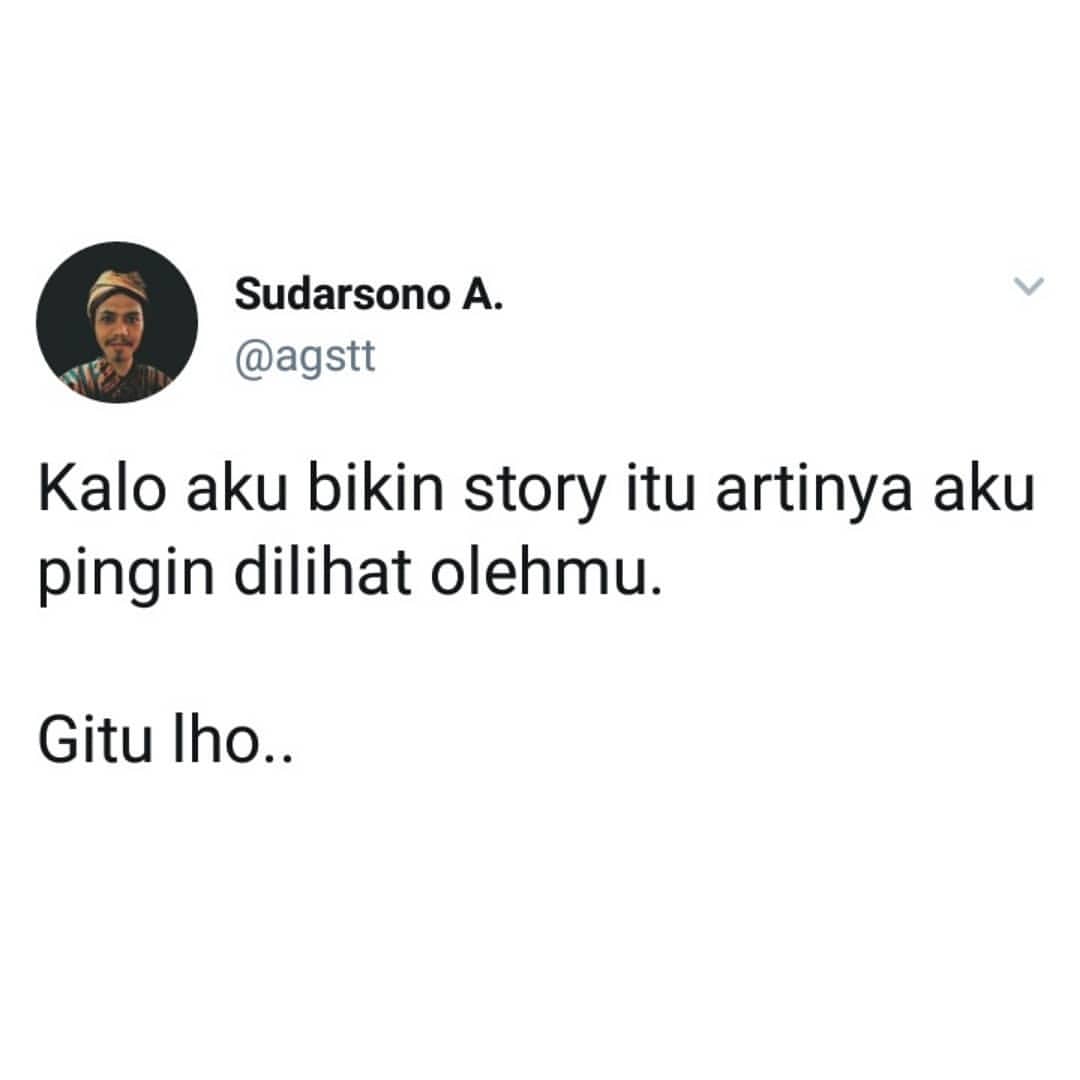 Sudarsono A.
@agstt
Kalo aku bikin story itu artinya aku
pingin dilihat olehmu.
Gitu lho..